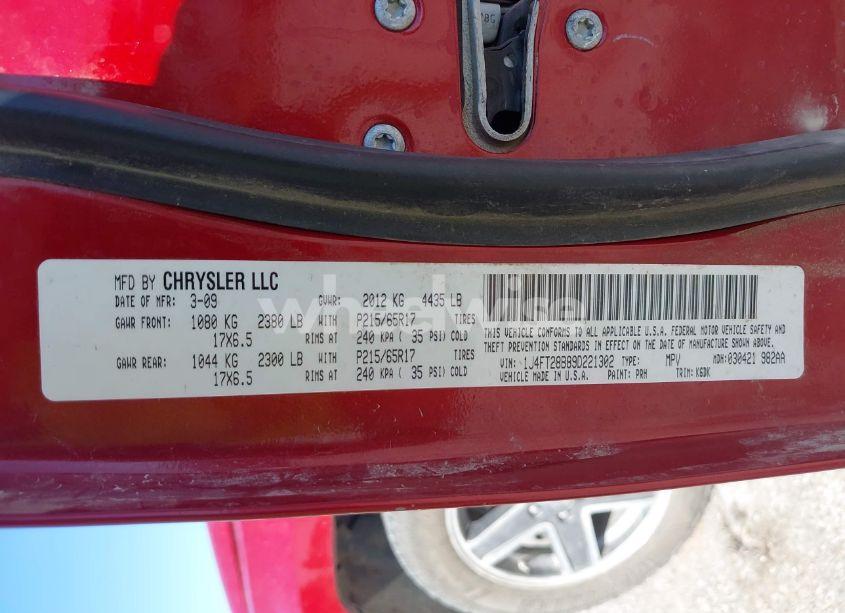 MFD BY CHRYSLER LLC
DATE OF MFR: 3-09 GVWR: 2012 KG 4435 LB
GAWR FRONT: 1080 KG 2380 LB WITH P215/65R17 TIRES
17X6.5 RIMS AT 240 KPA ( 35 PSI) COLD
GAWR REAR: 1044 KG 2300 LB WITH P215/65R17 TIRES
17X6.5 RIMS AT 240 KPA ( 35 PSI) COLD
THIS VEHICLE CONFORMS TO ALL APPLICABLE U.S.A. FEDERAL MOTOR VEHICLE SAFETY AND
THEFT PREVENTION STANDARDS IN EFFECT ON THE DATE OF MANUFACTURE SHOWN ABOVE.
VIN: 1J4FT28B89D221302 TYPE: MPV MDH: 030421 982AA
VEHICLE MADE IN U.S.A. PAINT: PRH TRIM: KGDK